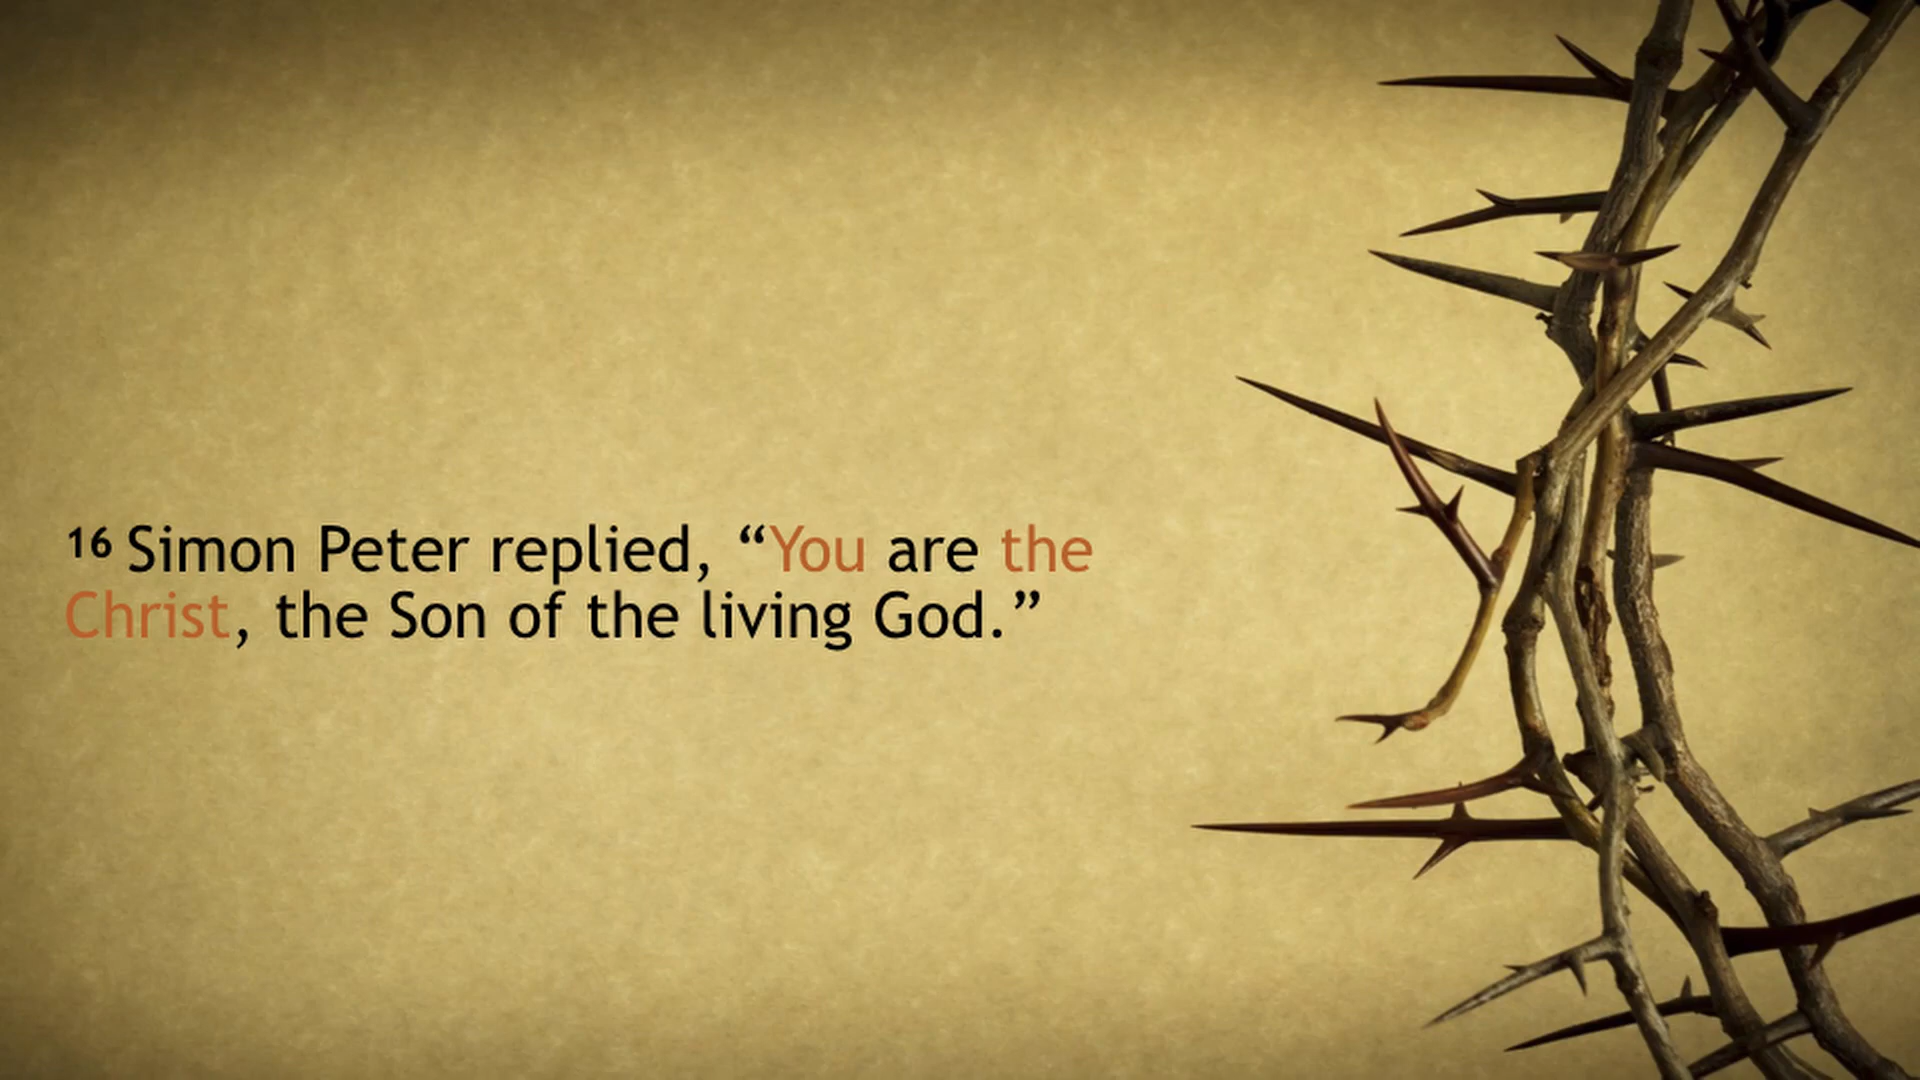 16 Simon Peter replied, “You are the
Christ, the Son of the living God.”